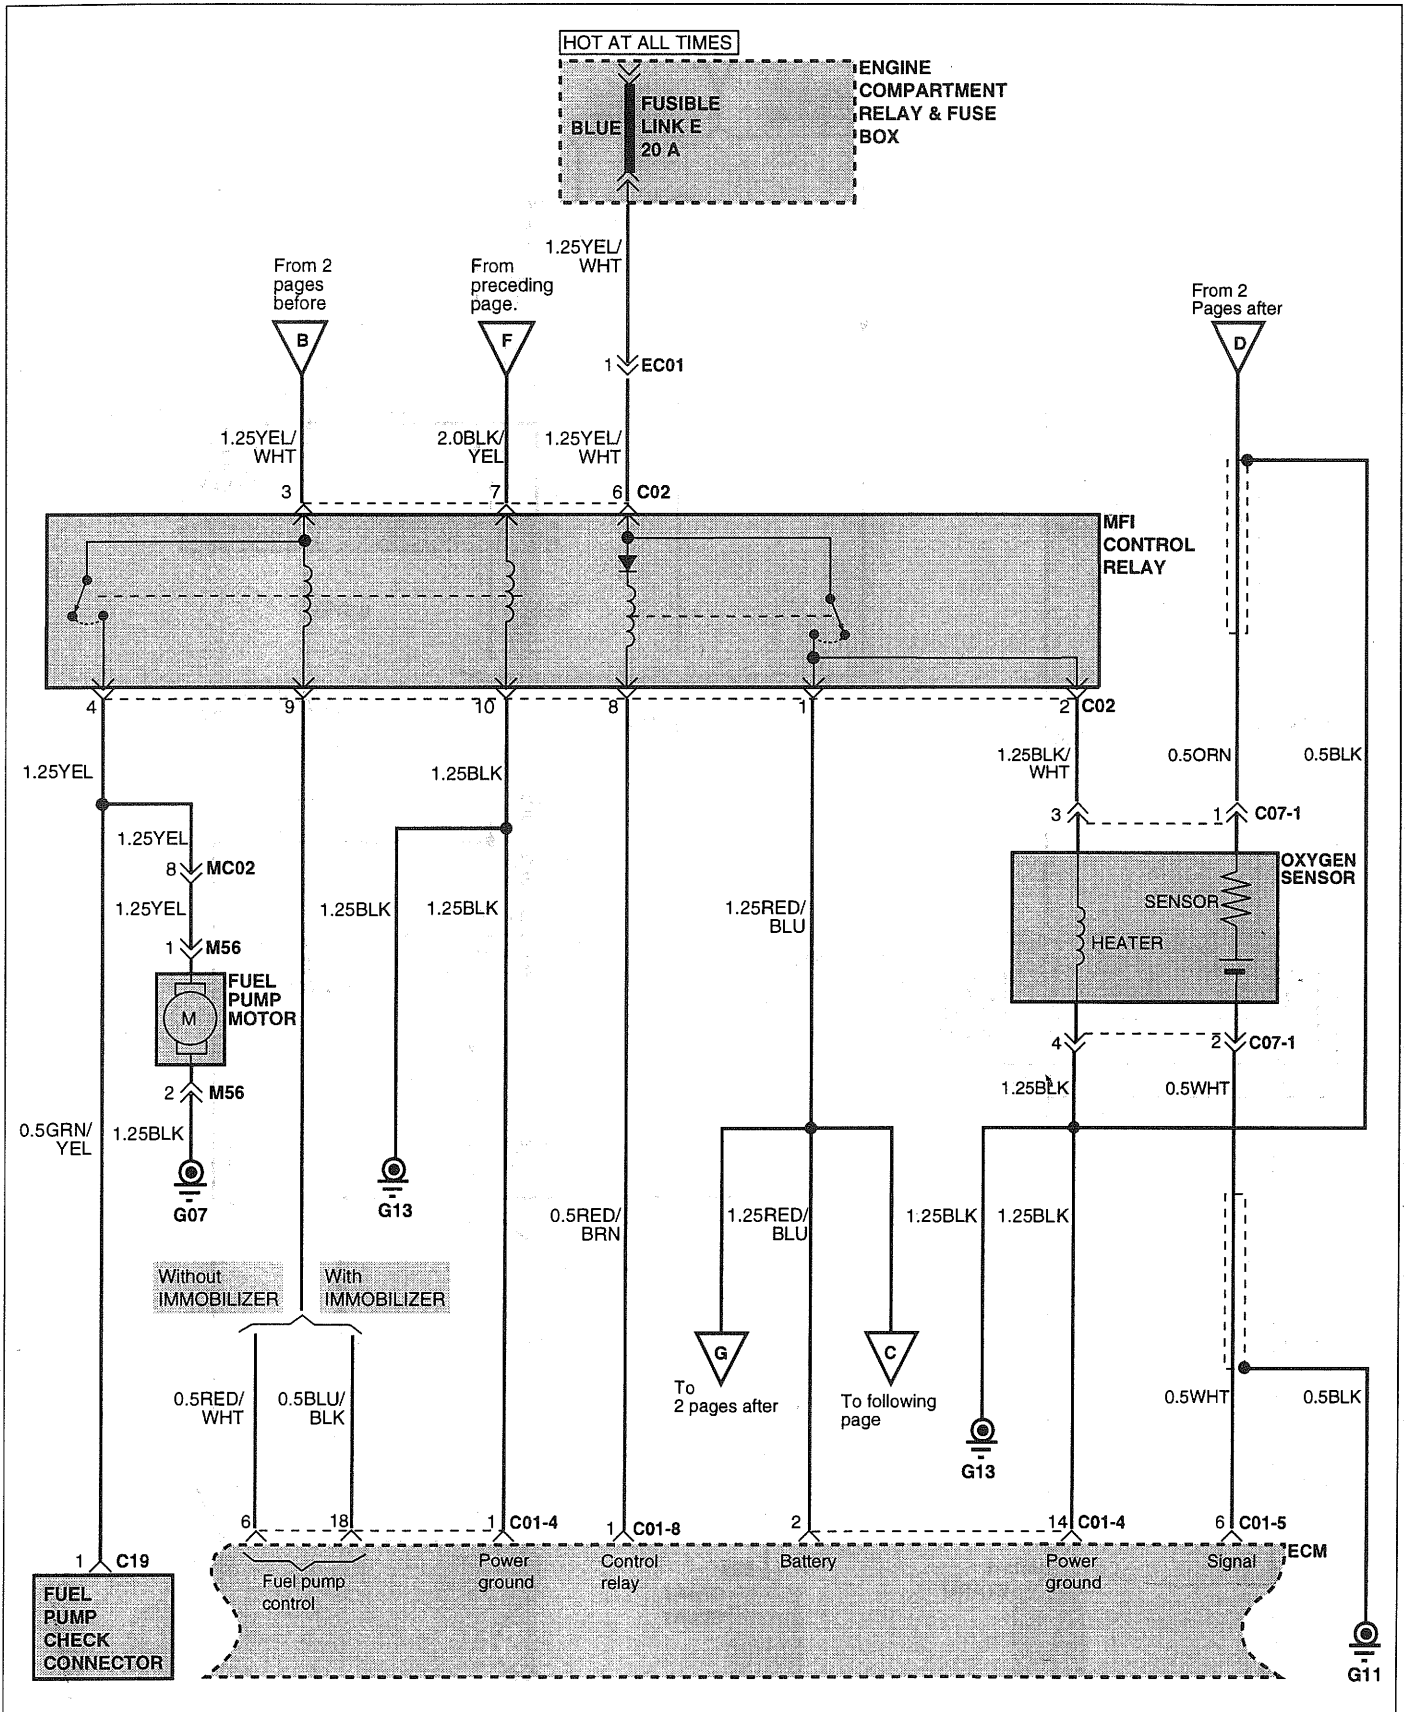 HOT AT ALL TIMES
ENGINE
COMPARTMENT
RELAY & FUSE
BOX
BLUE
FUSIBLE
LINK E
20 A
1.25YEL/
WHT
From 2
pages
before
From
preceding
page.
From 2
Pages after
B
F
1 EC01
D
1.25YEL/
WHT
2.0BLK/
YEL
1.25YEL/
WHT
3
7
6 C02
MFI
CONTROL
RELAY
4
9
10
8
1
2 C02
1.25YEL
1.25BLK
1.25BLK/
WHT
0.5ORN
0.5BLK
1.25YEL
8 MC02
1.25YEL
1 M56
FUEL
PUMP
MOTOR
M
2 M56
1.25BLK
G07
0.5GRN/
YEL
1.25BLK
1.25BLK
G13
1.25RED/
BLU
3
1 C07-1
OXYGEN
SENSOR
SENSOR
HEATER
4
2 C07-1
1.25BLK
0.5WHT
0.5RED/
BRN
1.25RED/
BLU
1.25BLK
1.25BLK
Without
IMMOBILIZER
With
IMMOBILIZER
G
To
2 pages after
C
To following
page
G13
0.5RED/
WHT
0.5BLU/
BLK
0.5WHT
0.5BLK
6
18
1 C01-4
1 C01-8
2
14 C01-4
6 C01-5
ECM
1 C19
FUEL
PUMP
CHECK
CONNECTOR
Fuel pump
control
Power
ground
Control
relay
Battery
Power
ground
Signal
G11